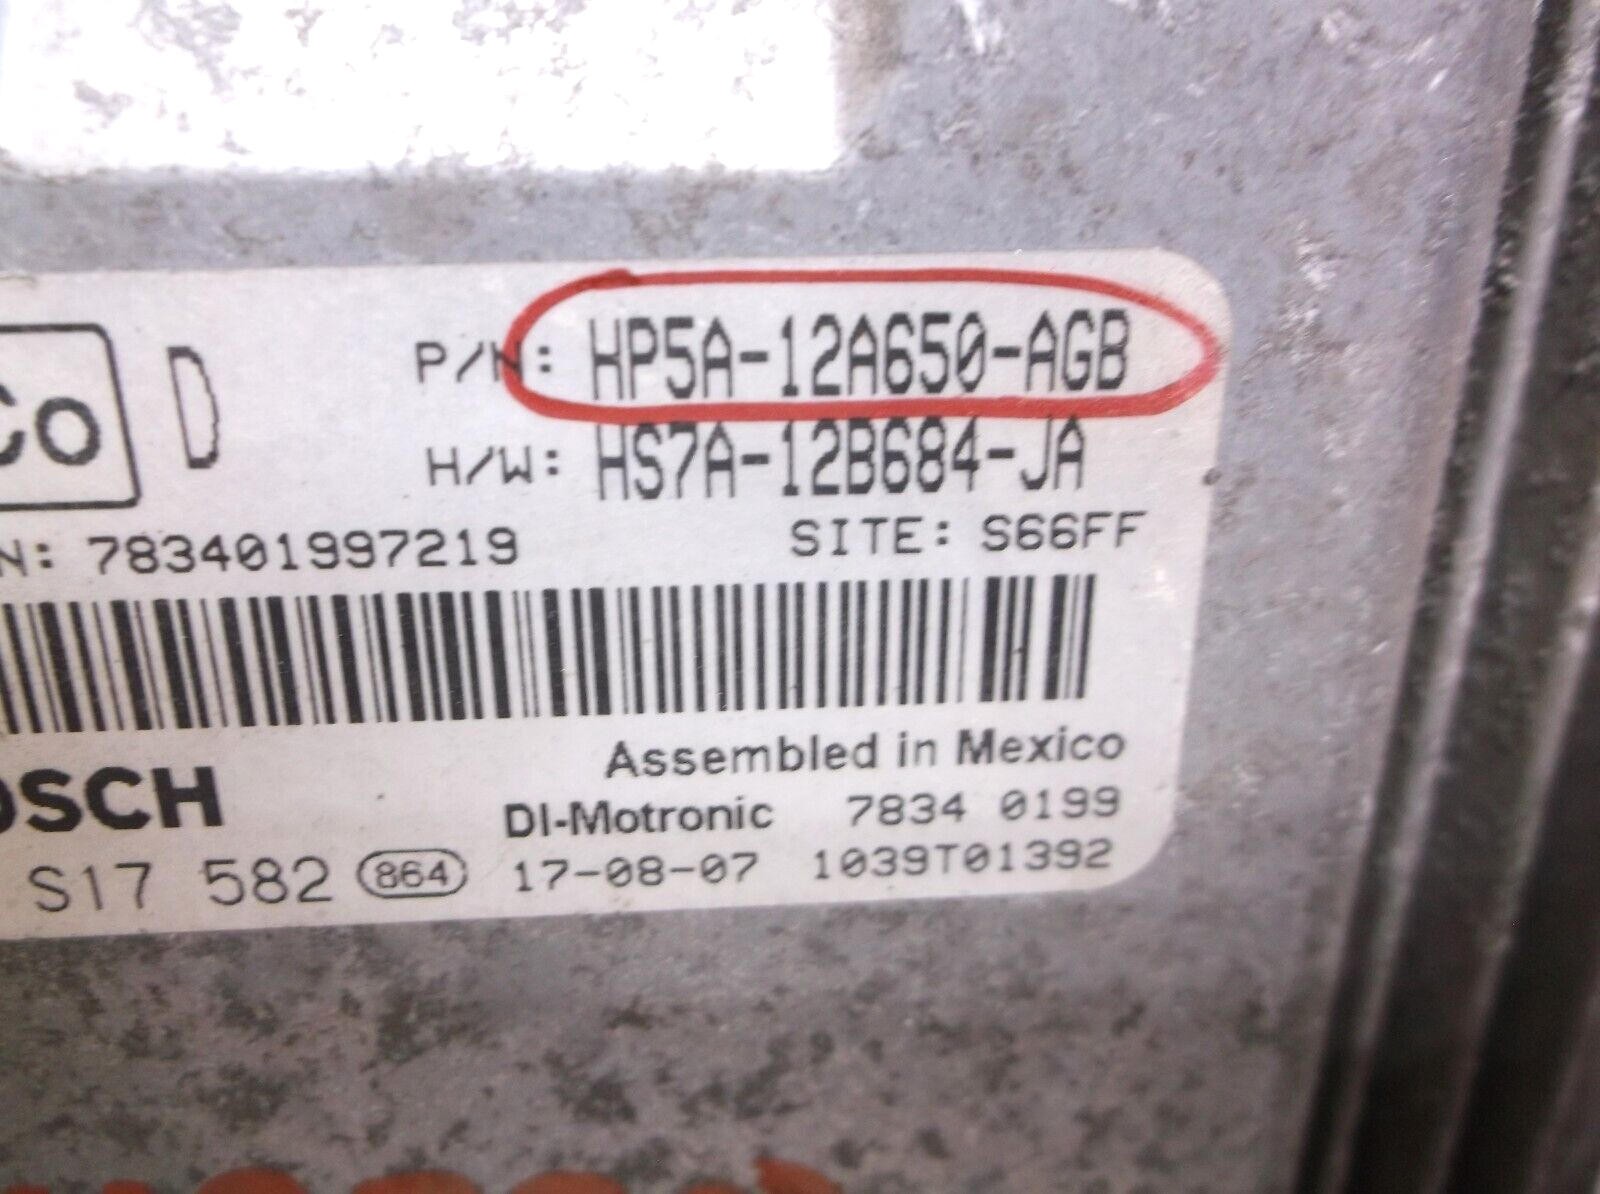 D P/N: HP5A-12A650-AGB
H/W: HS7A-12B684-JA
N: 783401997219 SITE: S66FF
Assembled in Mexico
OSCH DI-Motronic 7834 0199
S17 582 864 17-08-07 1039T01392